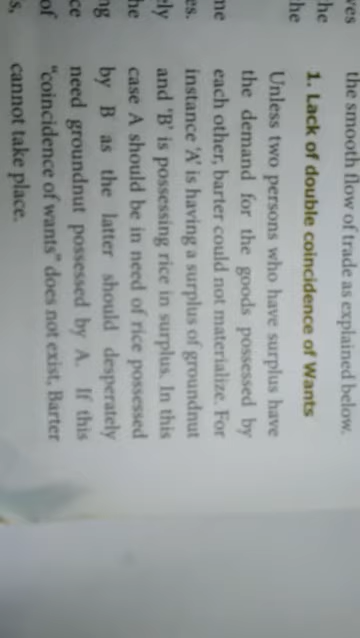 the smooth flow of trade as explained below.
1. Lack of double coincidence of Wants
Unless two persons who have surplus have
the demand for the goods possessed by
each other, barter could not materialize. For
instance 'A' is having a surplus of groundnut
and 'B' is possessing rice in surplus. In this
case A should be in need of rice possessed
by B as the latter should desperately
need groundnut possessed by A. If this
"coincidence of wants" does not exist, Barter
cannot take place.